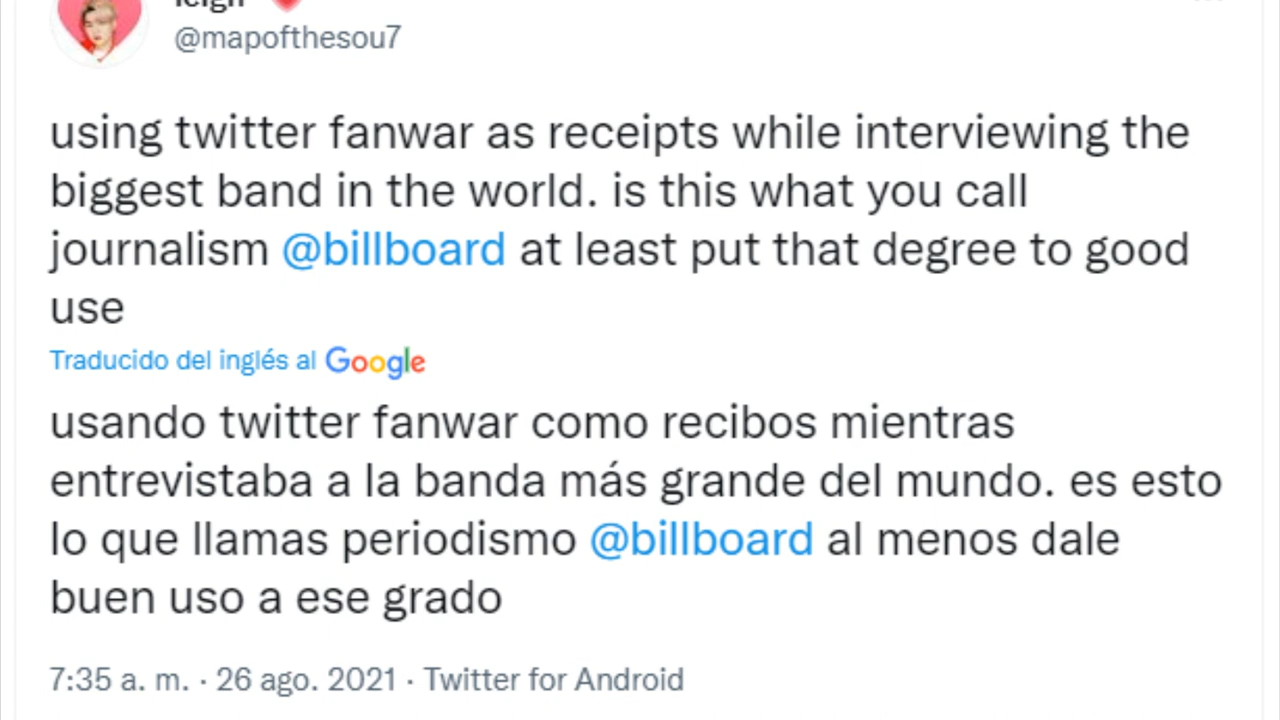 leigh
@mapofthesou7
using twitter fanwar as receipts while interviewing the
biggest band in the world. is this what you call
journalism @billboard at least put that degree to good
use
Traducido del inglés al Google
usando twitter fanwar como recibos mientras
entrevistaba a la banda más grande del mundo. es esto
lo que llamas periodismo @billboard al menos dale
buen uso a ese grado
7:35 a. m. · 26 ago. 2021 · Twitter for Android